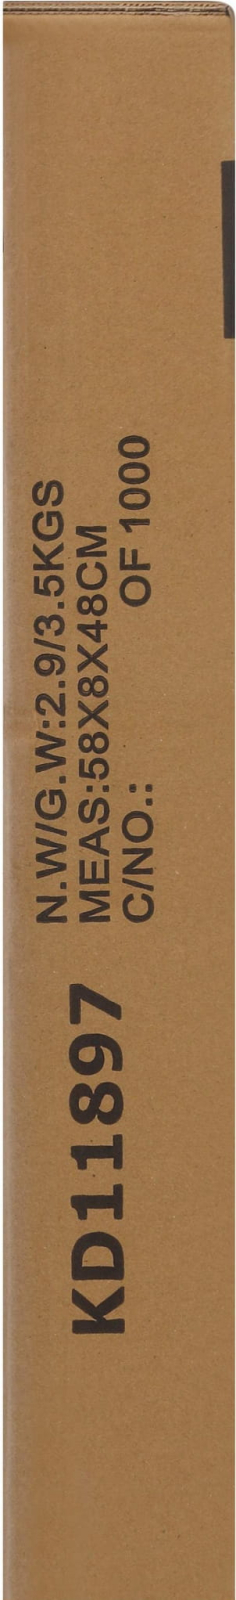 N.W/G.W:2.9/3.5KGS
MEAS:58X8X48CM
C/NO.: OF 1000
KD11897